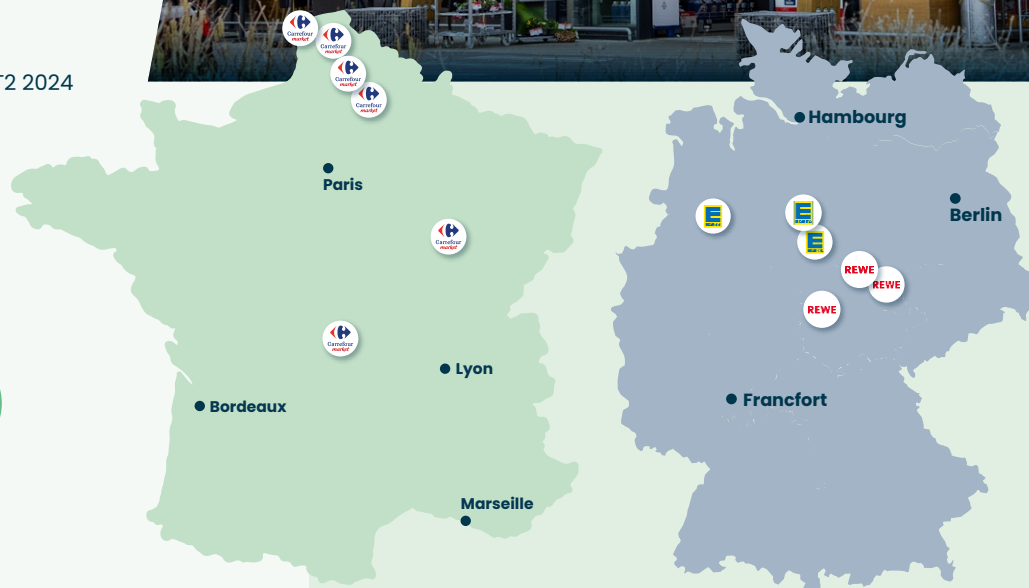 Carrefour
market
Carrefour
market
Carrefour
market
Carrefour
market
T2 2024
Hambourg
Paris
Berlin
E
E
E
Carrefour
market
REWE
REWE
REWE
Carrefour
market
Lyon
Bordeaux
Francfort
Marseille